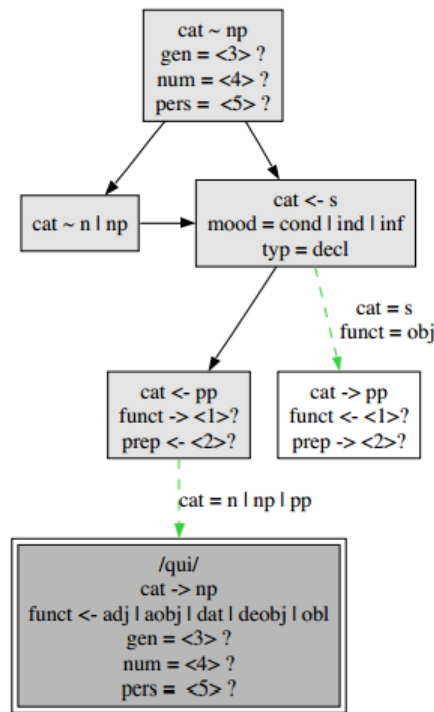 cat ~ np
gen = <3> ?
num = <4> ?
pers =  <5> ?
cat ~ n | np
cat <- s
mood = cond | ind | inf
typ = decl
cat = s
funct = obj
cat <- pp
funct -> <1>?
prep <- <2>?
cat -> pp
funct <- <1>?
prep -> <2>?
cat = n | np | pp
/qui/
cat -> np
funct <- adj | aobj | dat | deobj | obl
gen = <3> ?
num = <4> ?
pers =  <5> ?